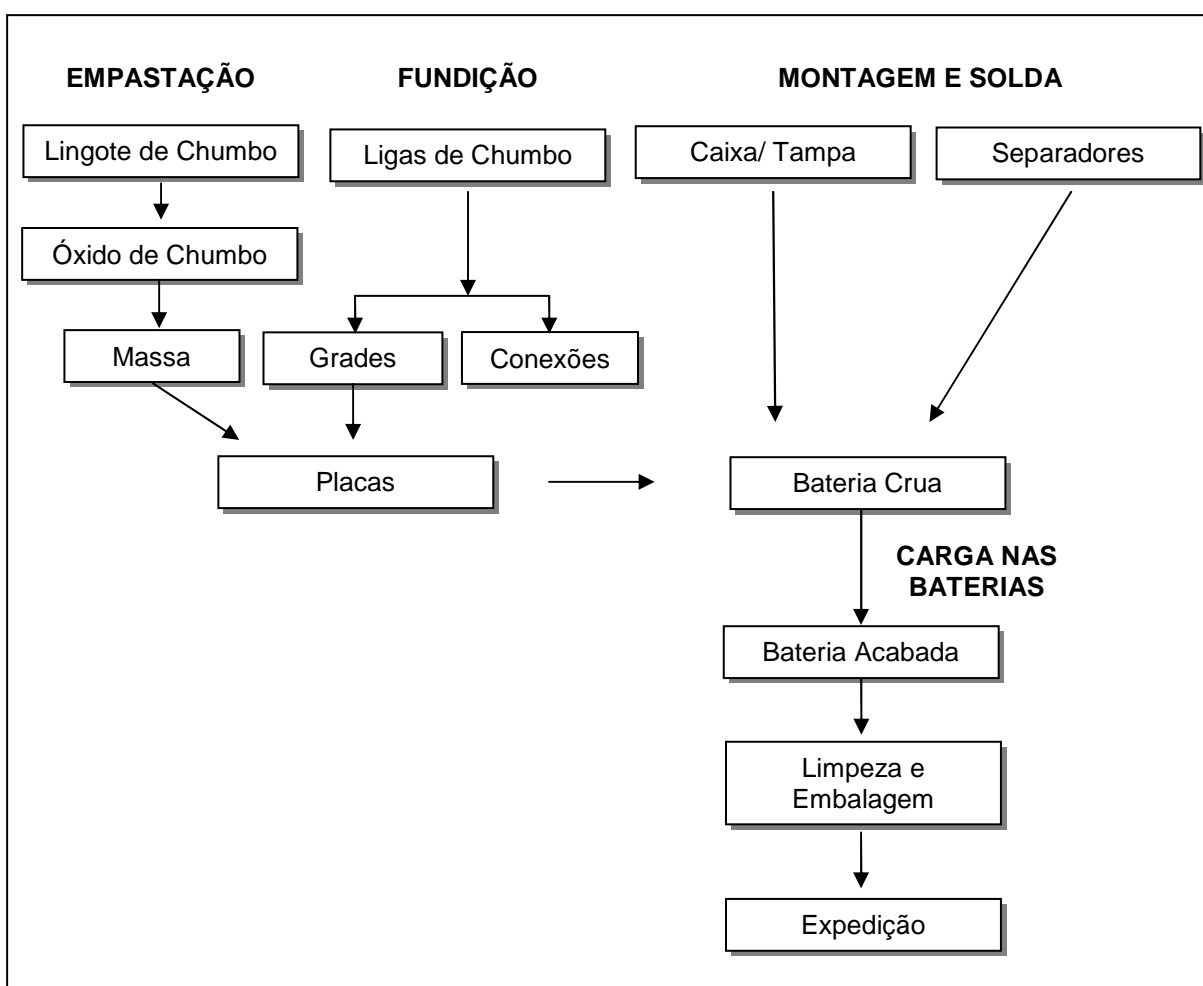 EMPASTAÇÃO
FUNDIÇÃO
MONTAGEM E SOLDA
Lingote de Chumbo
Ligas de Chumbo
Caixa/ Tampa
Separadores
Óxido de Chumbo
Massa
Grades
Conexões
Placas
Bateria Crua
CARGA NAS
BATERIAS
Bateria Acabada
Limpeza e
Embalagem
Expedição